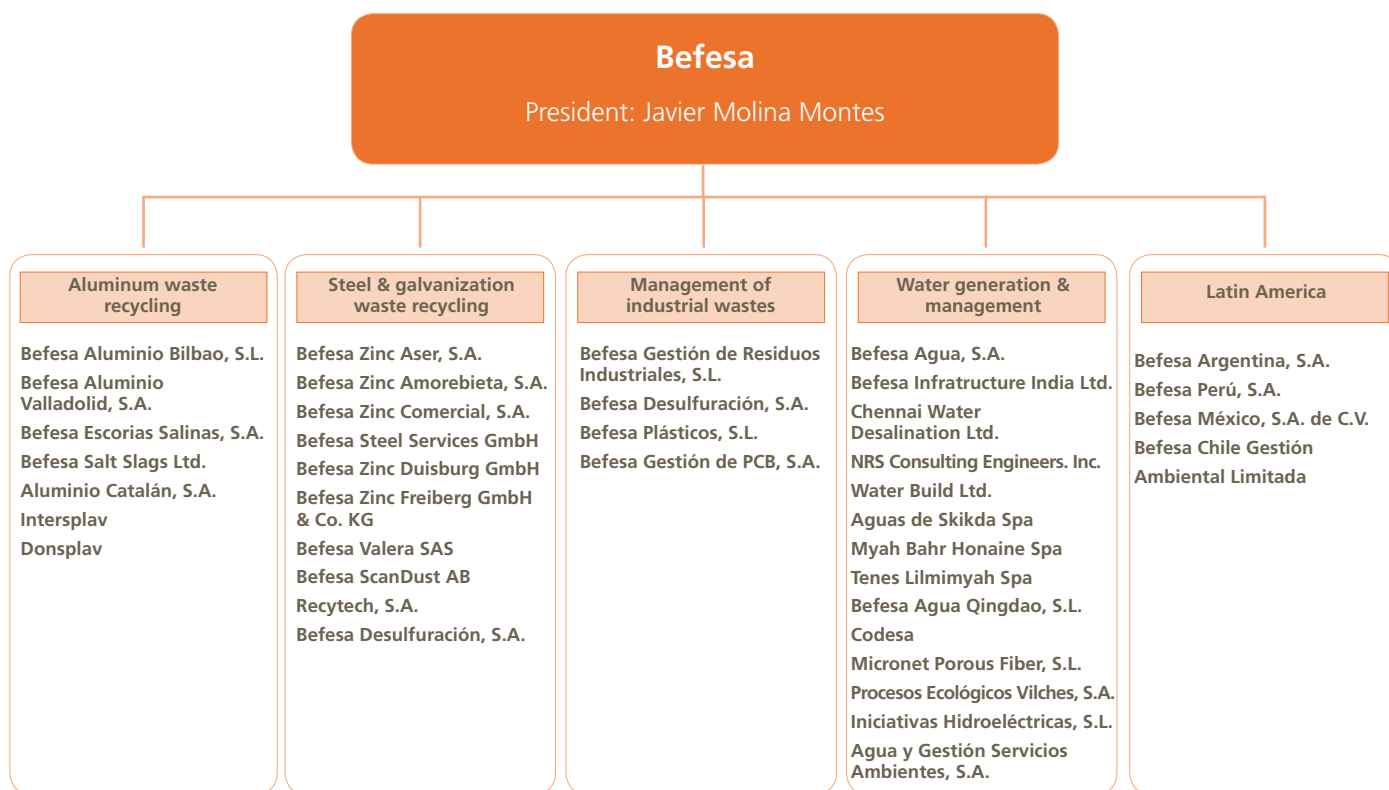 Befesa
President: Javier Molina Montes
Aluminum waste
recycling
Befesa Aluminio Bilbao, S.L.
Befesa Aluminio
Valladolid, S.A.
Befesa Escorias Salinas, S.A.
Befesa Salt Slags Ltd.
Aluminio Catalán, S.A.
Intersplav
Donsplav
Steel & galvanization
waste recycling
Befesa Zinc Aser, S.A.
Befesa Zinc Amorebieta, S.A.
Befesa Zinc Comercial, S.A.
Befesa Steel Services GmbH
Befesa Zinc Duisburg GmbH
Befesa Zinc Freiberg GmbH
& Co. KG
Befesa Valera SAS
Befesa ScanDust AB
Recytech, S.A.
Befesa Desulfuración, S.A.
Management of
industrial wastes
Befesa Gestión de Residuos
Industriales, S.L.
Befesa Desulfuración, S.A.
Befesa Plásticos, S.L.
Befesa Gestión de PCB, S.A.
Water generation &
management
Befesa Agua, S.A.
Befesa Infratructure India Ltd.
Chennai Water
Desalination Ltd.
NRS Consulting Engineers. Inc.
Water Build Ltd.
Aguas de Skikda Spa
Myah Bahr Honaine Spa
Tenes Lilmimyah Spa
Befesa Agua Qingdao, S.L.
Codesa
Micronet Porous Fiber, S.L.
Procesos Ecológicos Vilches, S.A.
Iniciativas Hidroeléctricas, S.L.
Agua y Gestión Servicios
Ambientes, S.A.
Latin America
Befesa Argentina, S.A.
Befesa Perú, S.A.
Befesa México, S.A. de C.V.
Befesa Chile Gestión
Ambiental Limitada